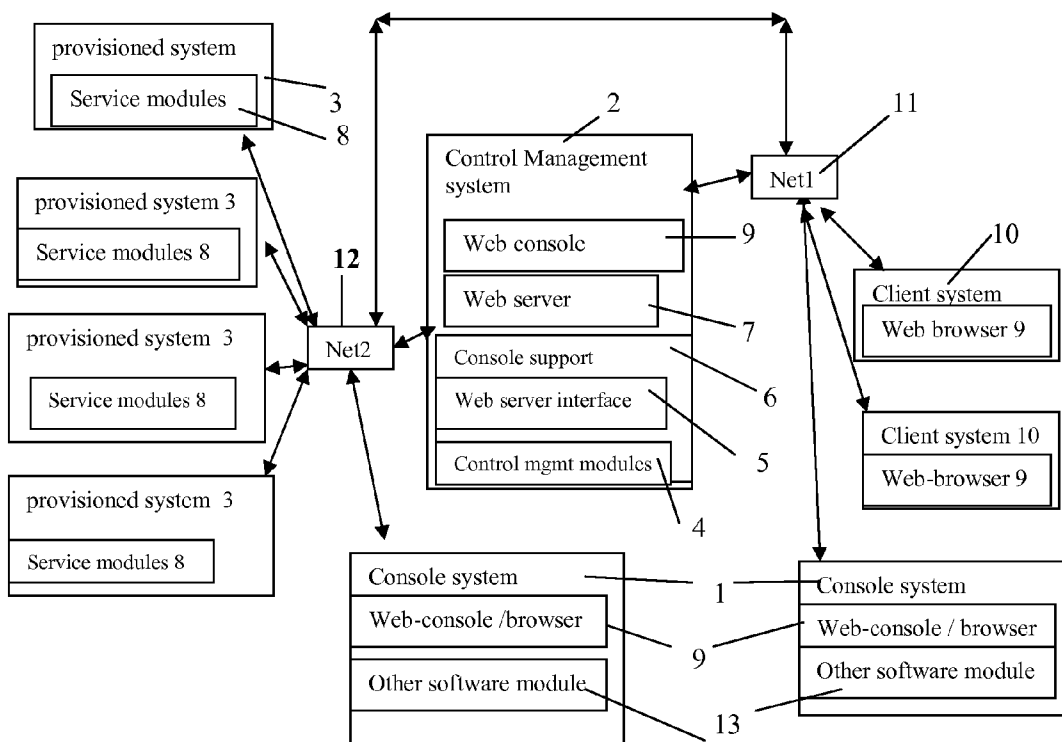 provisioned system
Service modules
3
8
provisioned system 3
Service modules 8
provisioned system 3
Service modules 8
provisioned system 3
Service modules 8
12
Net2
2
Control Management
system
Web console
9
Web server
7
Console support
6
Web server interface
5
Control mgmt modules
4
11
Net1
10
Client system
Web browser 9
Client system 10
Web-browser 9
Console system
Web-console /browser
Other software module
1
9
13
Console system
Web-console / browser
Other software module